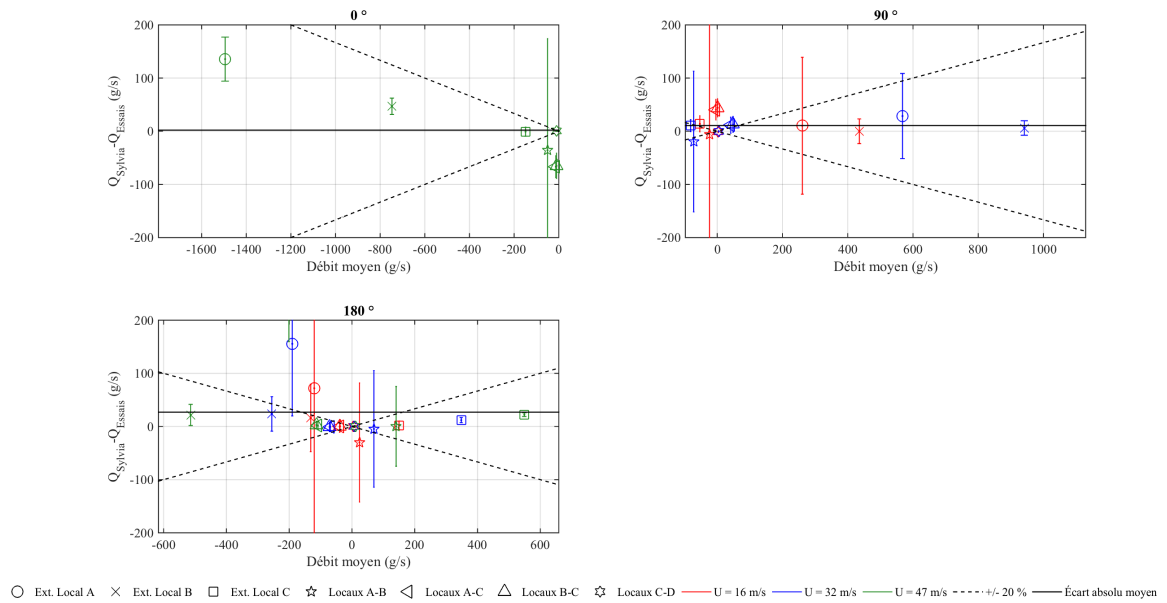 0 °
200
100
0
-100
-200
Q_Sylvia-Q_Essais (g/s)
-1600 -1400 -1200 -1000 -800 -600 -400 -200 0
Débit moyen (g/s)
90 °
200
100
0
-100
-200
Q_Sylvia-Q_Essais (g/s)
0 200 400 600 800 1000
Débit moyen (g/s)
180 °
200
100
0
-100
-200
Q_Sylvia-Q_Essais (g/s)
-600 -400 -200 0 200 400 600
Débit moyen (g/s)
Ext. Local A Ext. Local B Ext. Local C Locaux A-B Locaux A-C Locaux B-C Locaux C-D U = 16 m/s U = 32 m/s U = 47 m/s +/- 20 % Écart absolu moyen